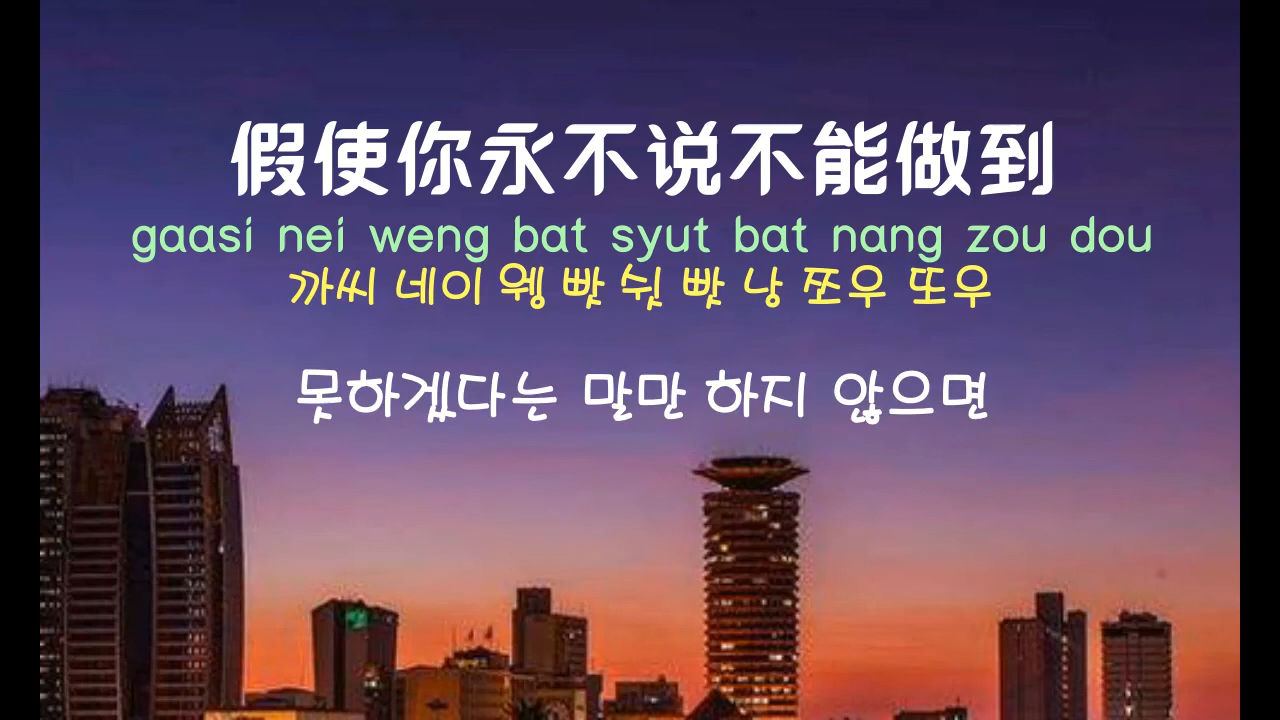 假使你永不说不能做到
gaasi nei weng bat syut bat nang zou dou
까씨 네이 웽 빳 쉿 빳 낭 쪼우 또우
못하겠다는 말만 하지 않으면